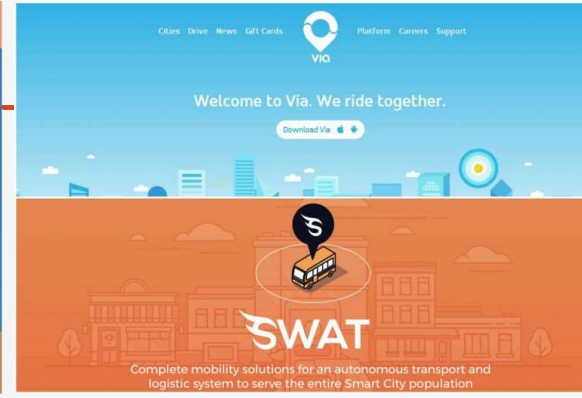 Cities Drive News Gift Cards Platform Careers Support
VIA
Welcome to Via. We ride together.
Download Via
SWAT
Complete mobility solutions for an autonomous transport and
logistic system to serve the entire Smart City population